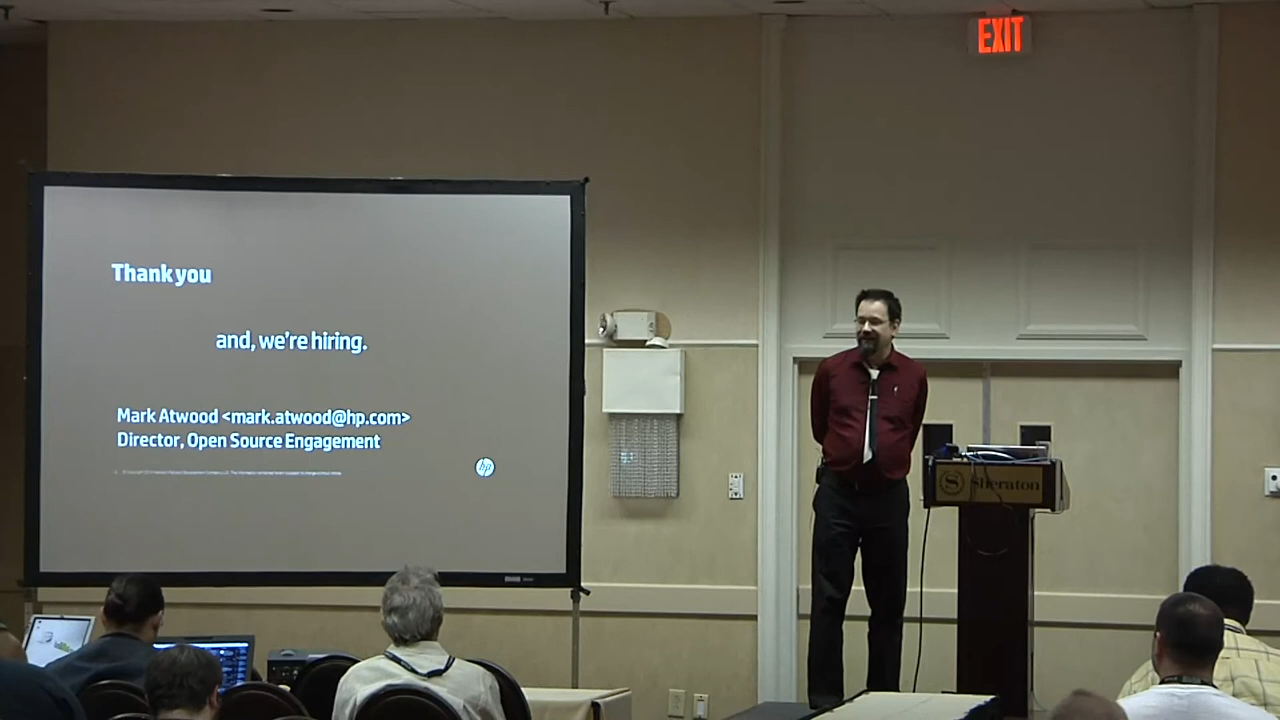 EXIT
Thank you
and, we're hiring.
Mark Atwood <mark.atwood@hp.com>
Director, Open Source Engagement
hp
S Sheraton